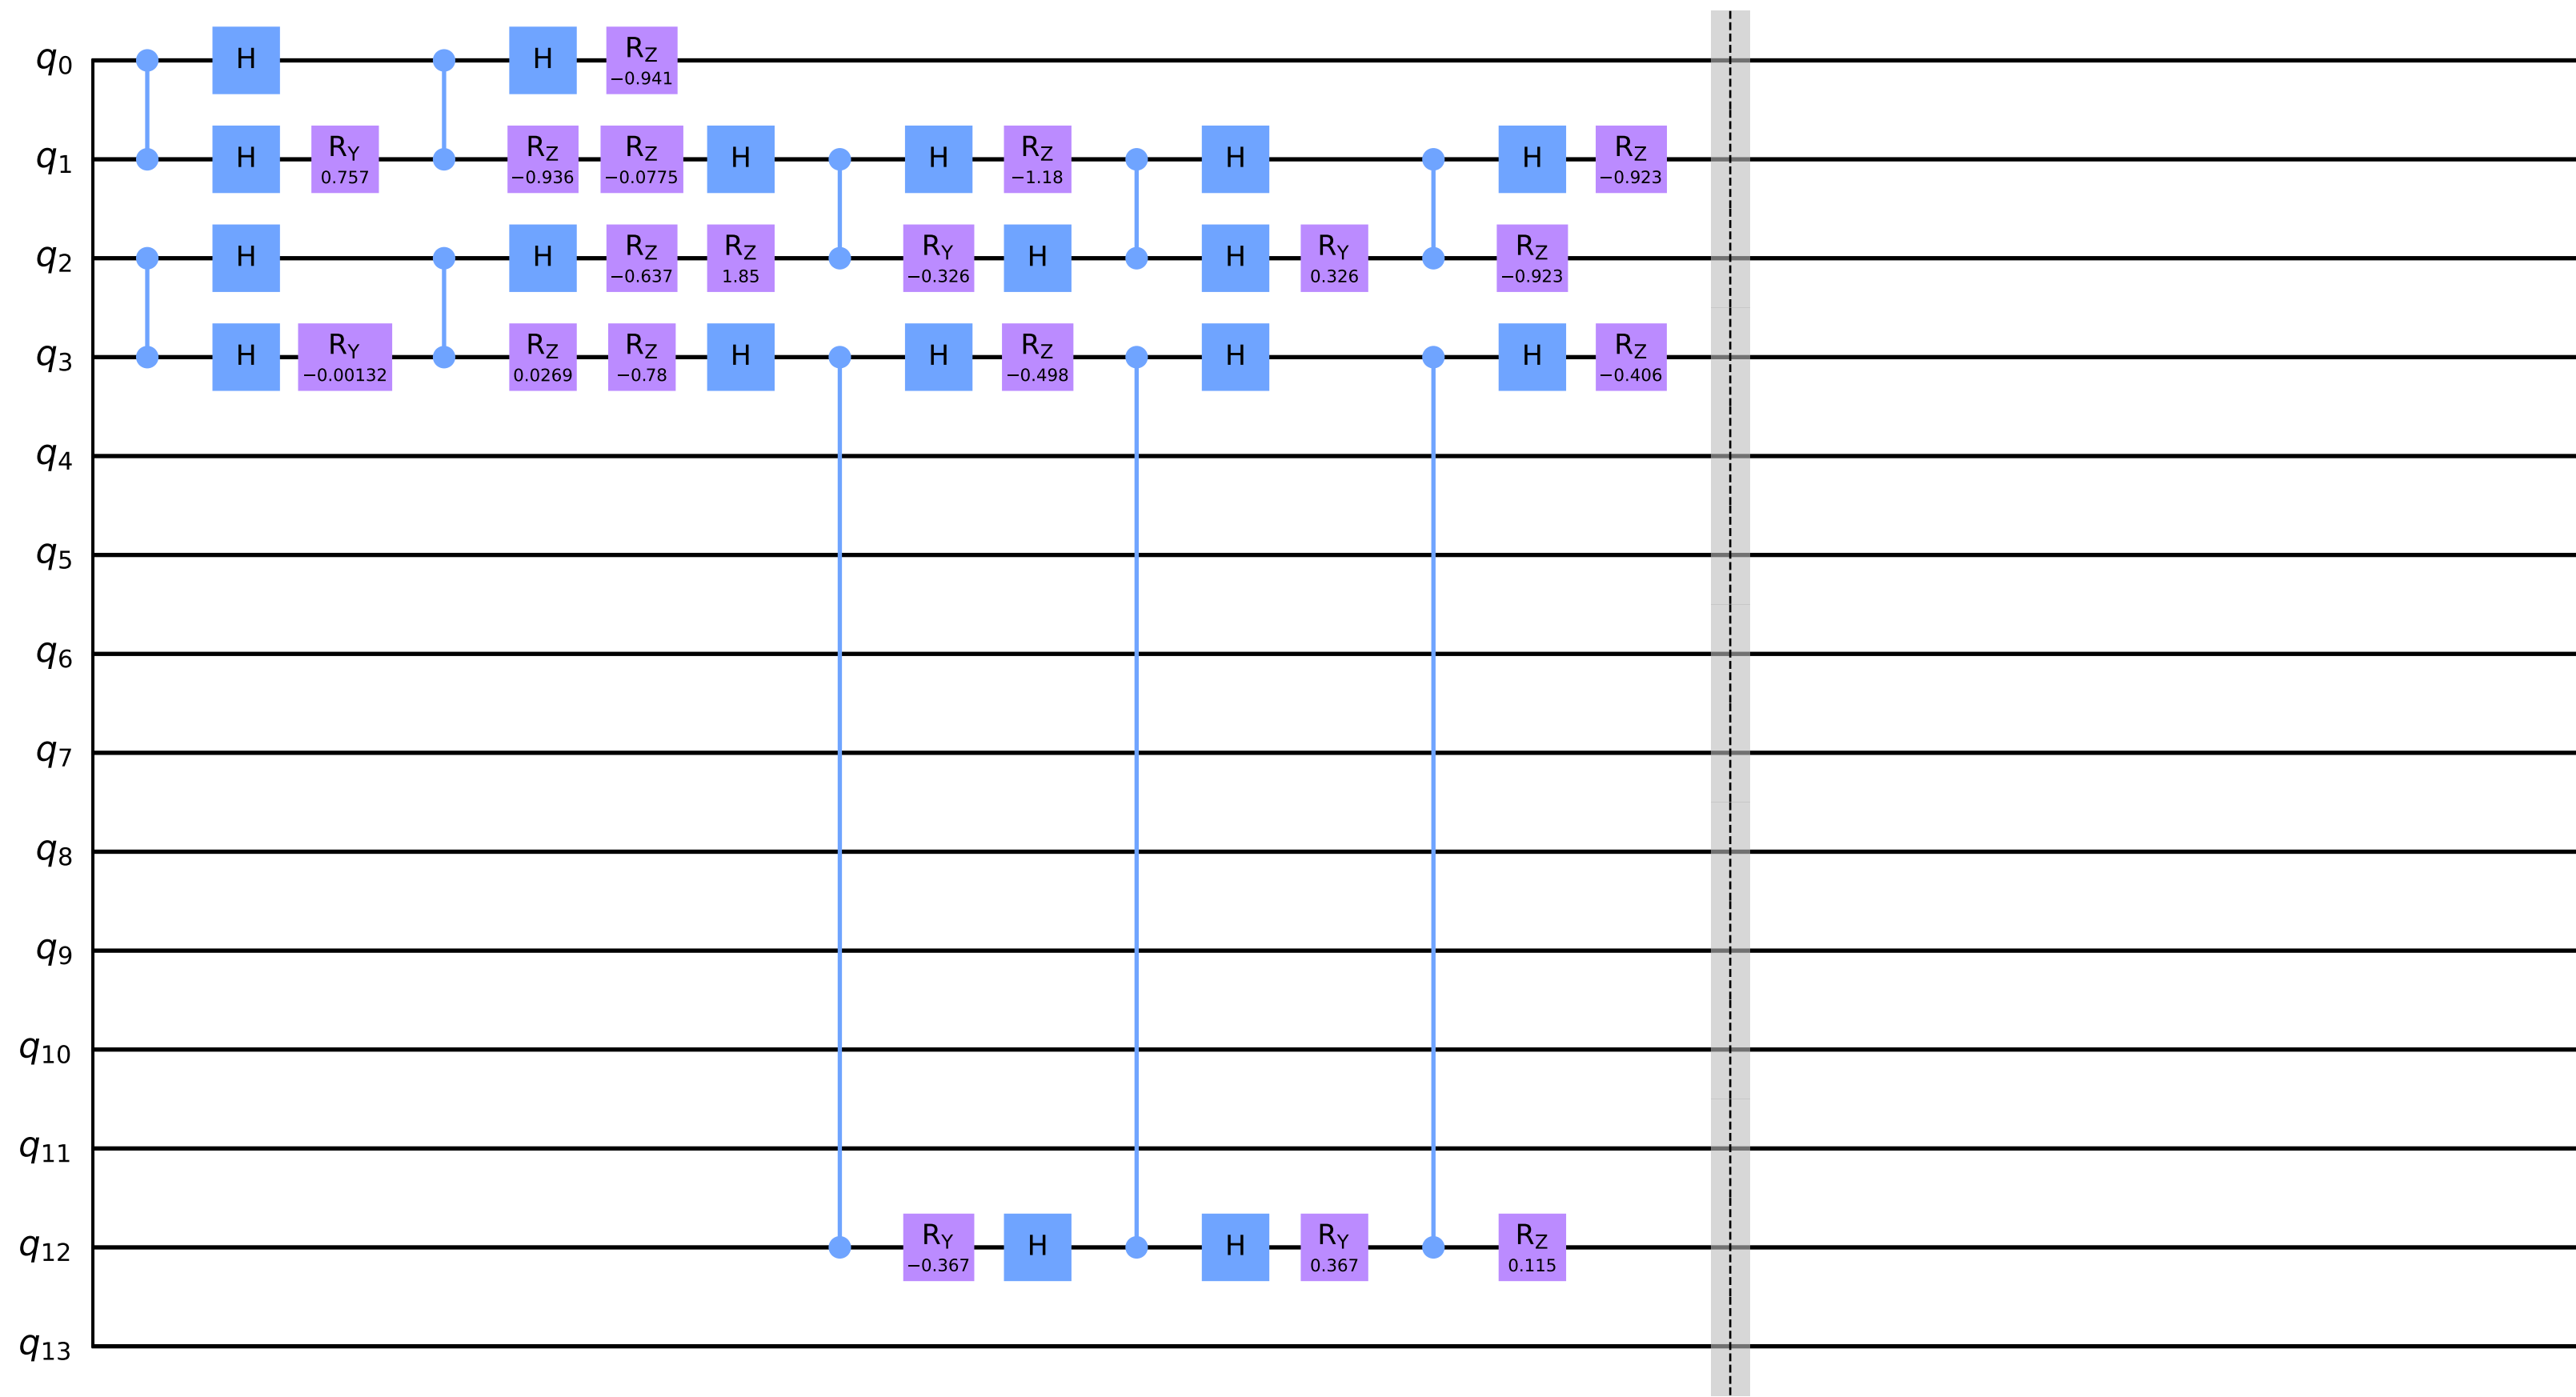 q0 H H RZ −0.941
q1 H RY 0.757 RZ −0.936 RZ −0.0775 H H RZ −1.18 H H RZ −0.923
q2 H H RZ −0.637 RZ 1.85 RY −0.326 H H RY 0.326 RZ −0.923
q3 H RY −0.00132 RZ 0.0269 RZ −0.78 H H RZ −0.498 H H RZ −0.406
q4
q5
q6
q7
q8
q9
q10
q11
q12 RY −0.367 H H RY 0.367 RZ 0.115
q13